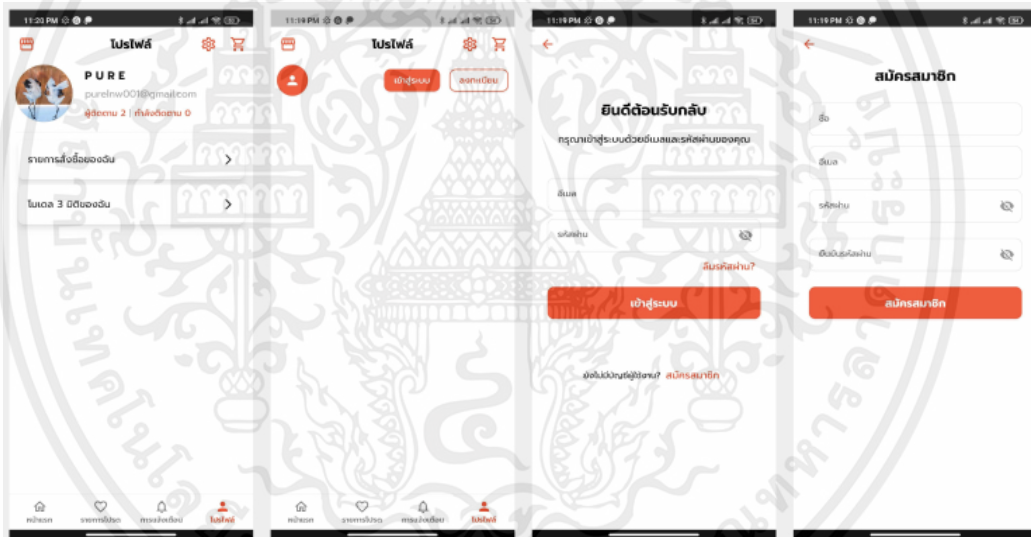 11:20 PM
โปรไฟล์
PURE
purelnw001@gmail.com
ผู้ติดตาม 2 | กำลังติดตาม 0
รายการสั่งซื้อของฉัน
โมเดล 3 มิติของฉัน
หน้าแรก
รายการโปรด
การแจ้งเตือน
โปรไฟล์
11:19 PM
โปรไฟล์
เข้าสู่ระบบ
ลงทะเบียน
หน้าแรก
รายการโปรด
การแจ้งเตือน
โปรไฟล์
11:19 PM
ยินดีต้อนรับกลับ
กรุณาเข้าสู่ระบบด้วยอีเมลและรหัสผ่านของคุณ
อีเมล
รหัสผ่าน
ลืมรหัสผ่าน?
เข้าสู่ระบบ
ยังไม่มีบัญชีผู้ใช้งาน? สมัครสมาชิก
11:19 PM
สมัครสมาชิก
ชื่อ
อีเมล
รหัสผ่าน
ยืนยันรหัสผ่าน
สมัครสมาชิก